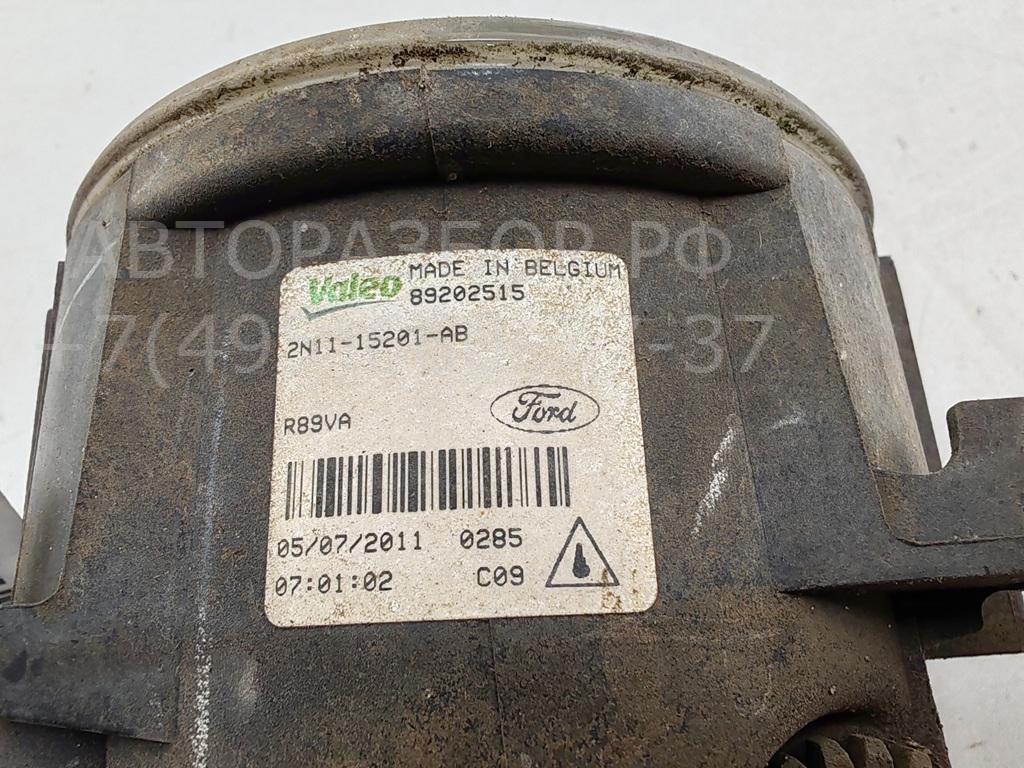 АВТОРАЗБОР.РФ
Valeo MADE IN BELGIUM
89202515
2N11-15201-AB
-37
R89VA Ford
05/07/2011 0285
07:01:02 C09